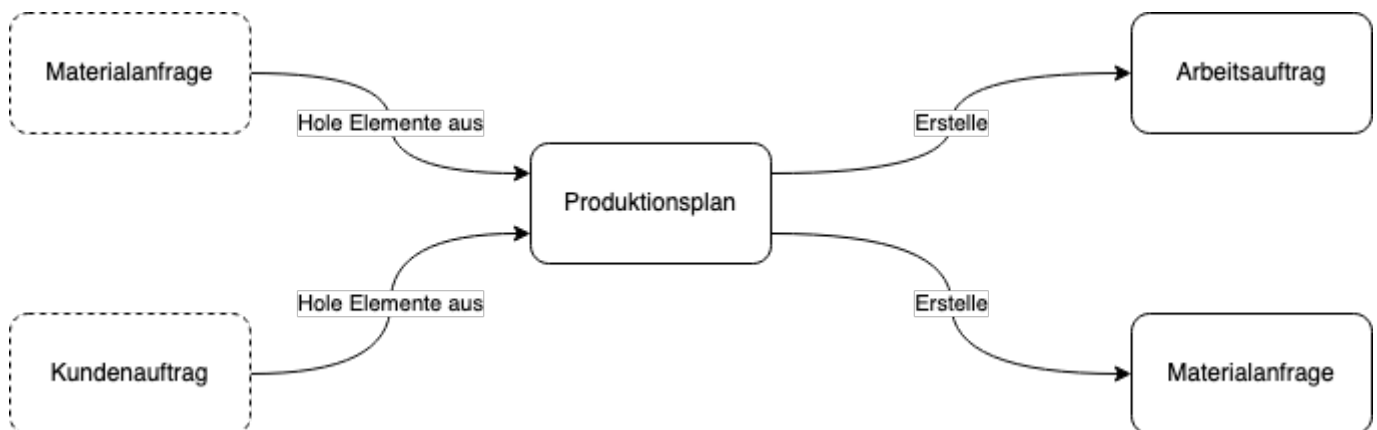 Materialanfrage
Arbeitsauftrag
Hole Elemente aus
Erstelle
Produktionsplan
Hole Elemente aus
Erstelle
Kundenauftrag
Materialanfrage